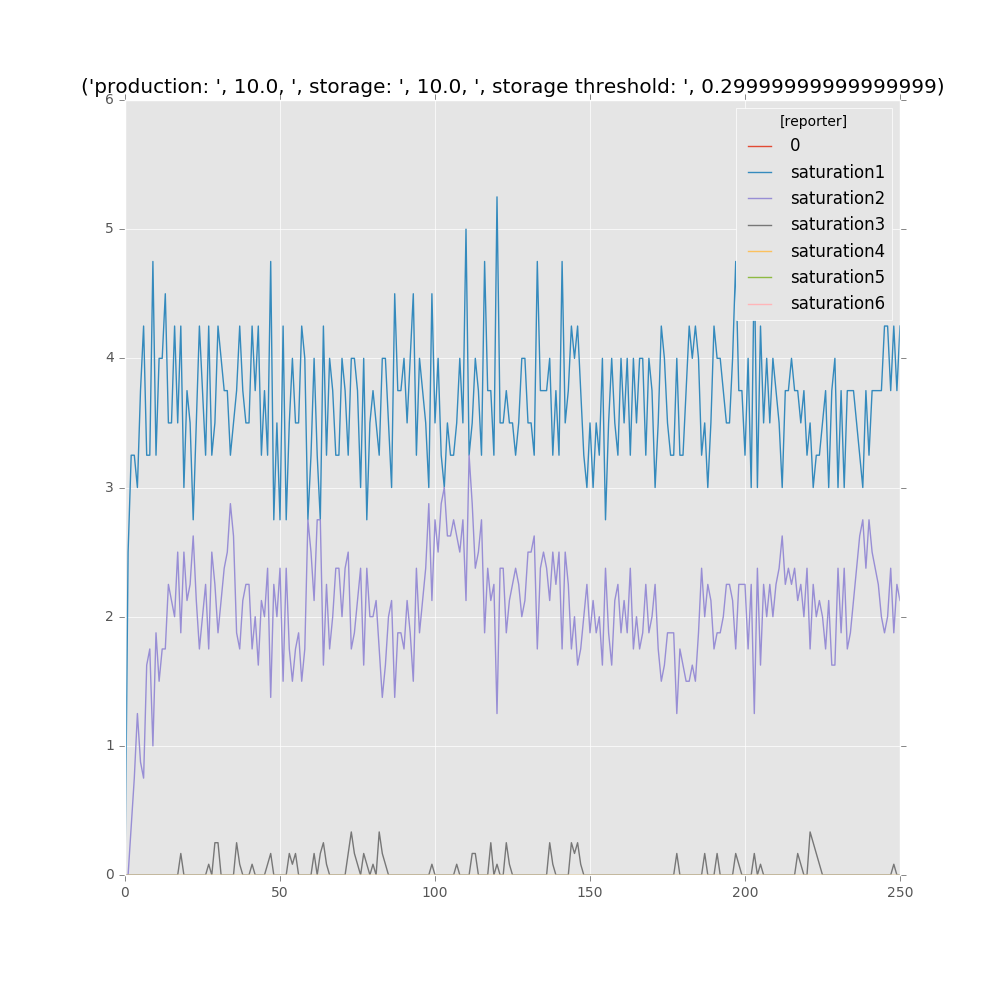 ('production: ', 10.0, ', storage: ', 10.0, ', storage threshold: ', 0.29999999999999999)
6
5
4
3
2
1
0
0
50
100
150
200
250
[reporter]
0
saturation1
saturation2
saturation3
saturation4
saturation5
saturation6